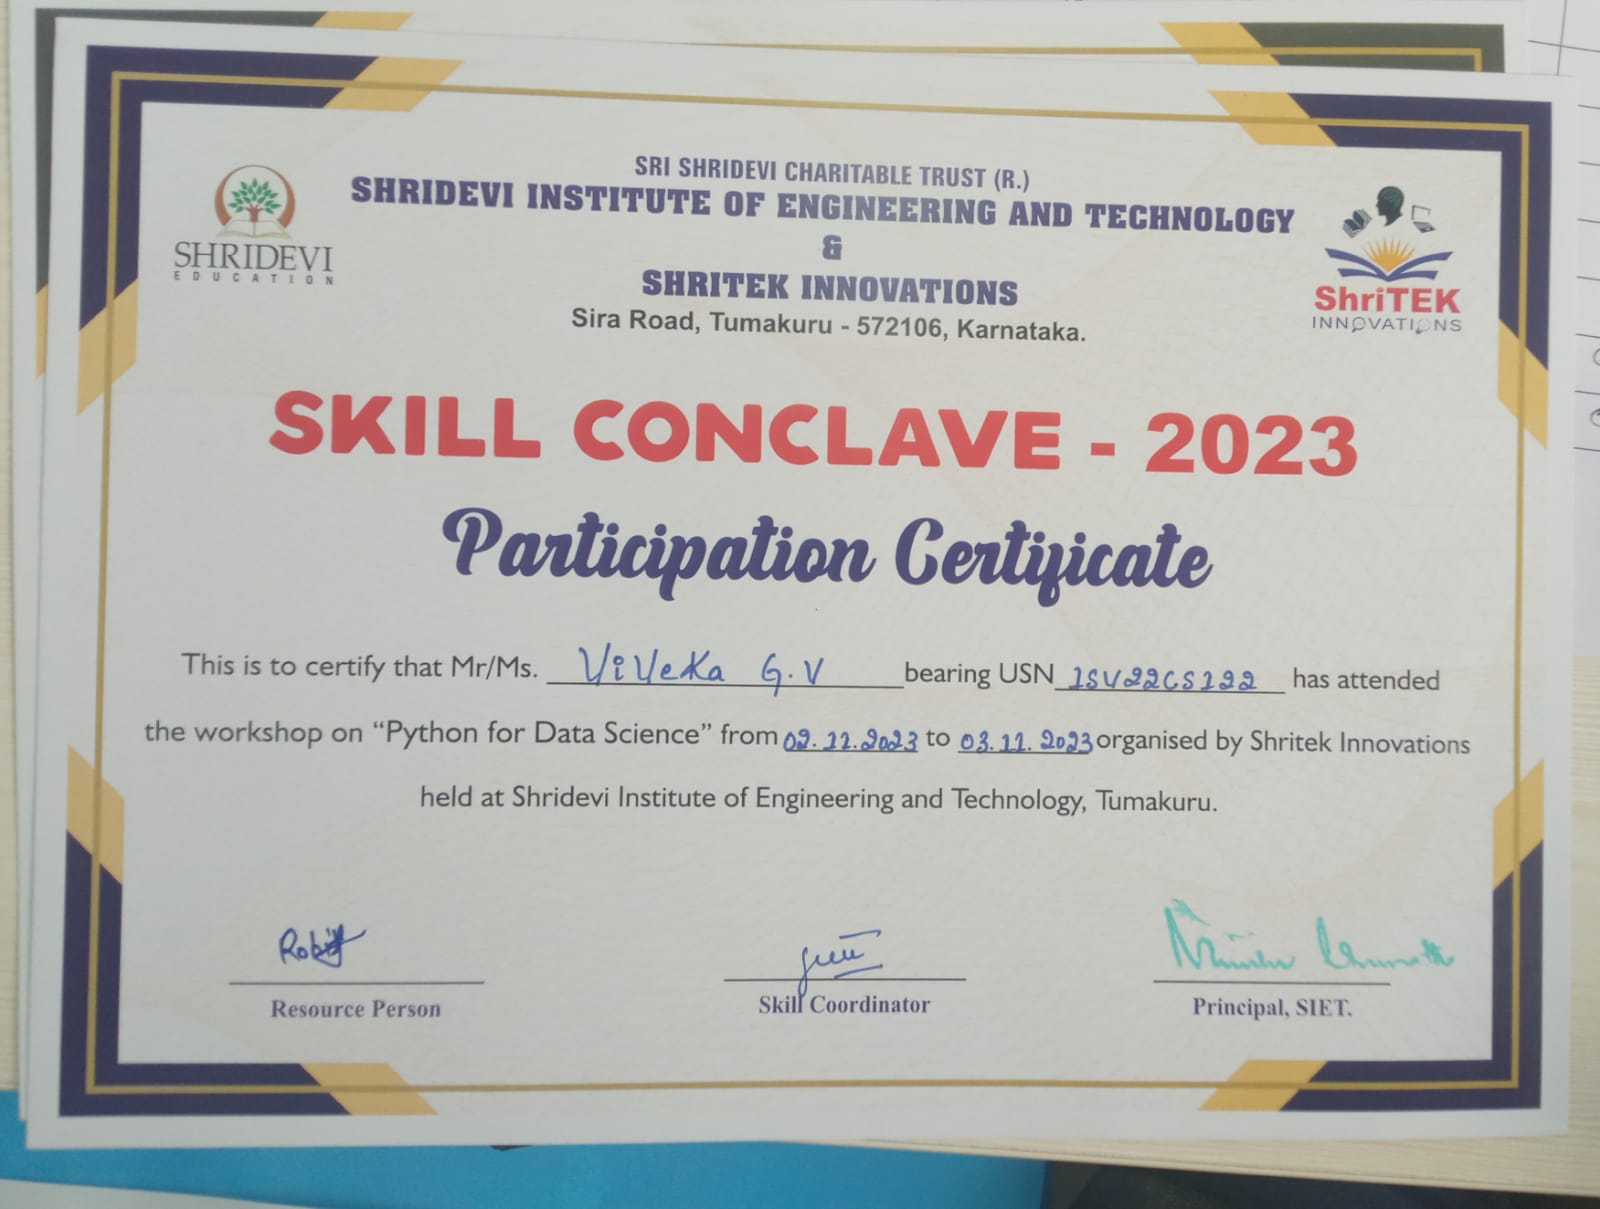 SRI SHRIDEVI CHARITABLE TRUST (R.)
SHRIDEVI INSTITUTE OF ENGINEERING AND TECHNOLOGY
&
SHRITEK INNOVATIONS
Sira Road, Tumakuru - 572106, Karnataka.
SHRIDEVI
EDUCATION
ShriTEK
INNOVATIONS
SKILL CONCLAVE - 2023
Participation Certificate
This is to certify that Mr/Ms. ViVeKa G.V bearing USN 1SV22CS122 has attended
the workshop on “Python for Data Science” from 02.11.2023 to 03.11.2023 organised by Shritek Innovations
held at Shridevi Institute of Engineering and Technology, Tumakuru.
Resource Person
Skill Coordinator
Principal, SIET.